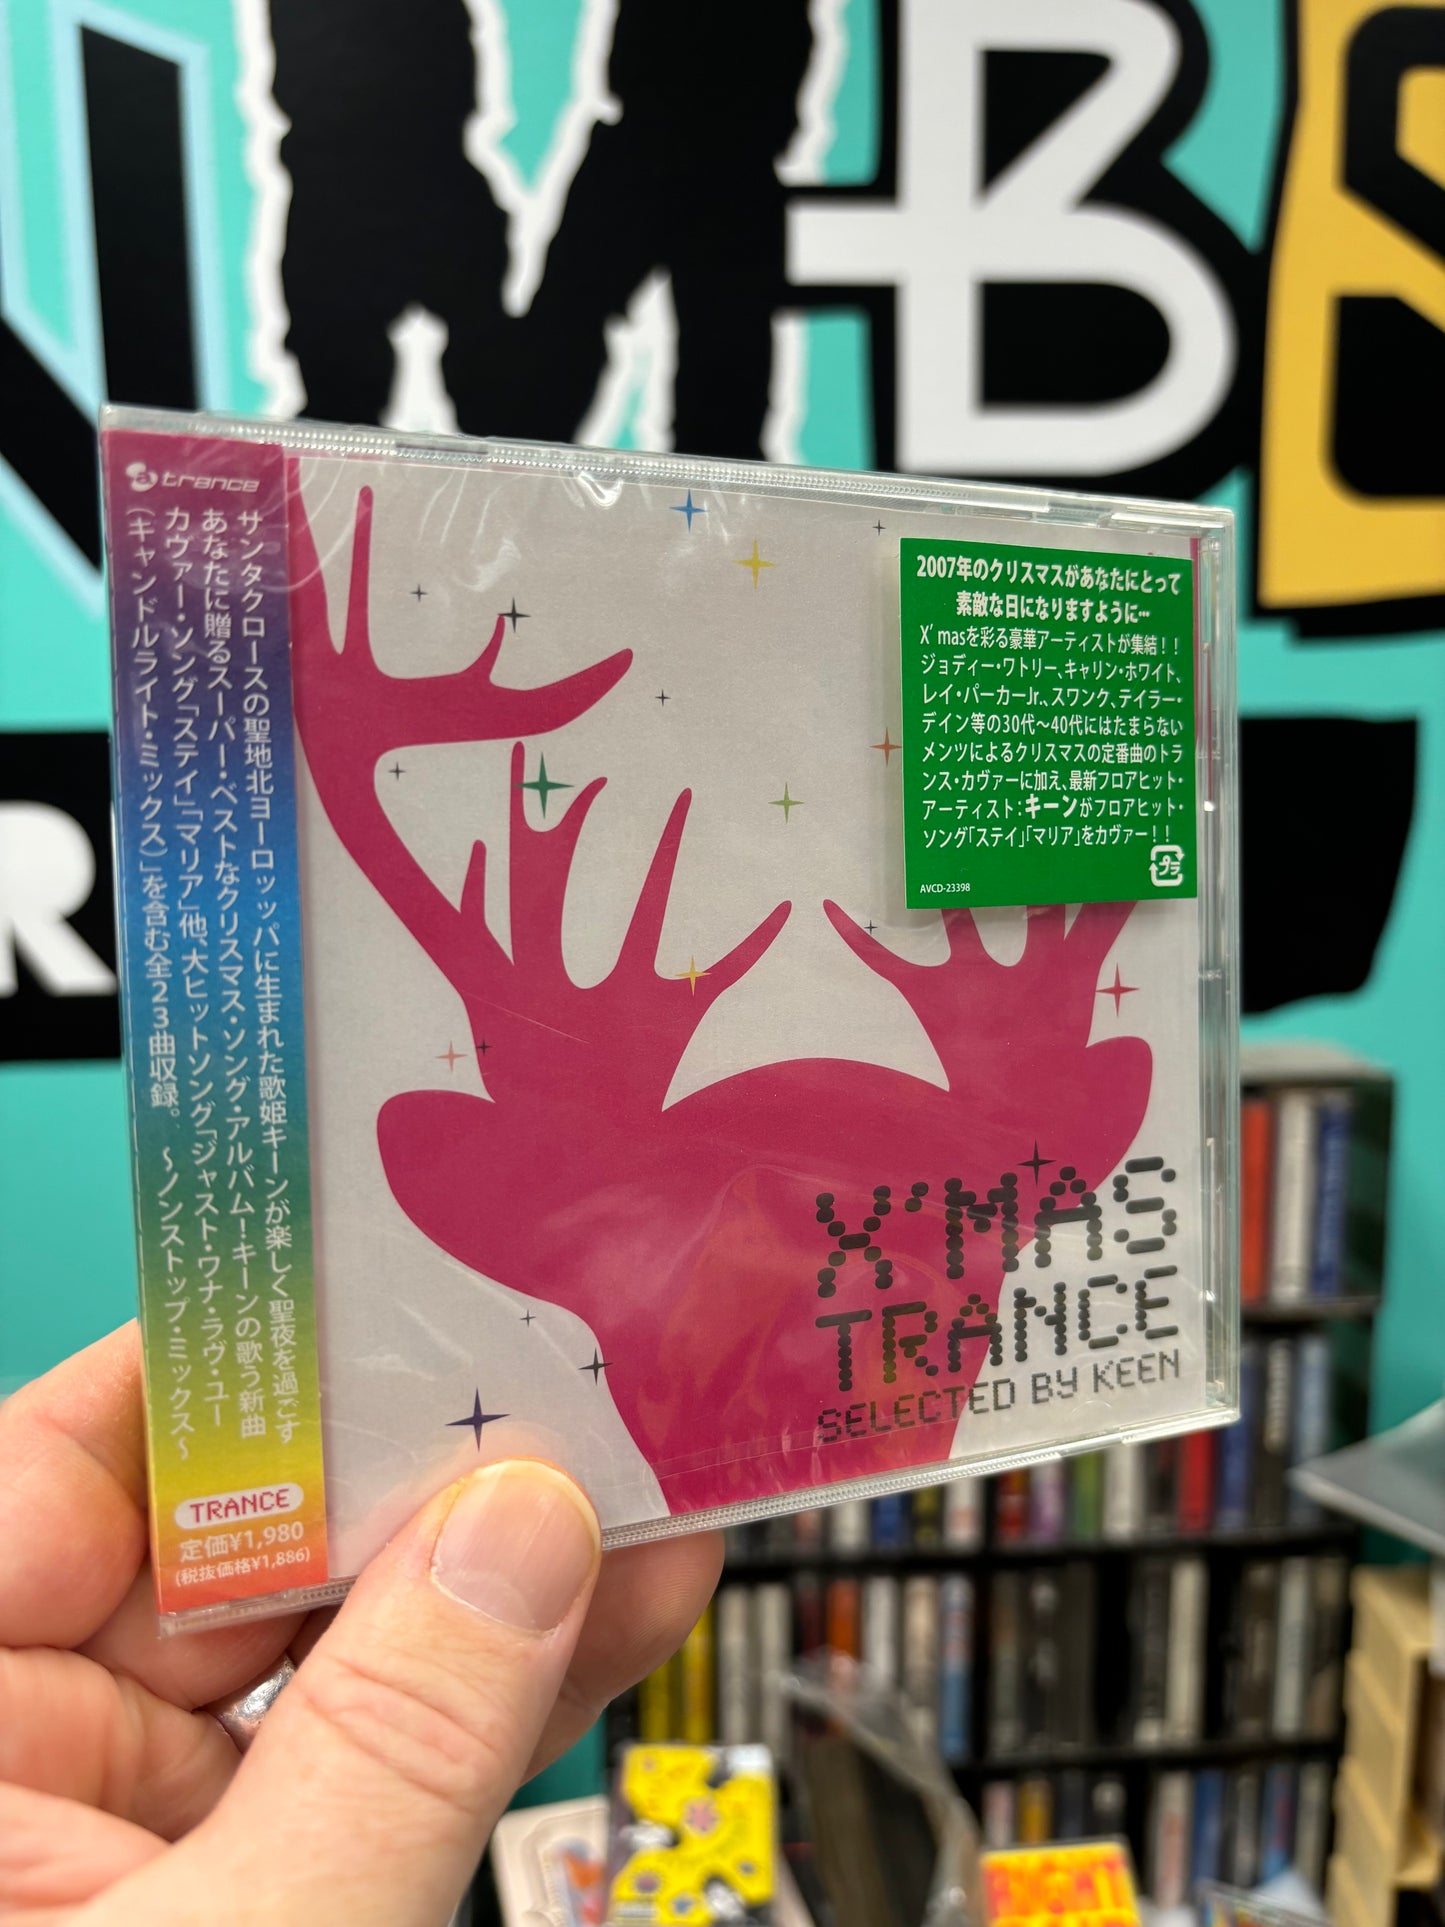 a trance
サンタクロースの聖地北ヨーロッパに生まれた歌姫キーンが楽しく聖夜を過ごす
あなたに贈るスーパー・ベストなクリスマス・ソング・アルバム！キーンの歌う新曲
カヴァー・ソング「ステイ」「マリア」他、大ヒットソング「ジャスト・ワナ・ラヴ・ユー
（キャンドルライト・ミックス）」を含む全23曲収録。 〜ノンストップ・ミックス〜
TRANCE
定価¥1,980
(税抜価格¥1,886)
2007年のクリスマスがあなたにとって
素敵な日になりますように…
X'masを彩る豪華アーティストが集結！！
ジョディー・ワトリー、キャリン・ホワイト、
レイ・パーカーJr.、スワンク、テイラー・
デイン等の30代〜40代にはたまらない
メンツによるクリスマスの定番曲のトラ
ンス・カヴァーに加え、最新フロアヒット・
アーティスト：キーンがフロアヒット・
ソング「ステイ」「マリア」をカヴァー！！
プラ
AVCD-23398
X'MAS
TRANCE
SELECTED BY KEEN